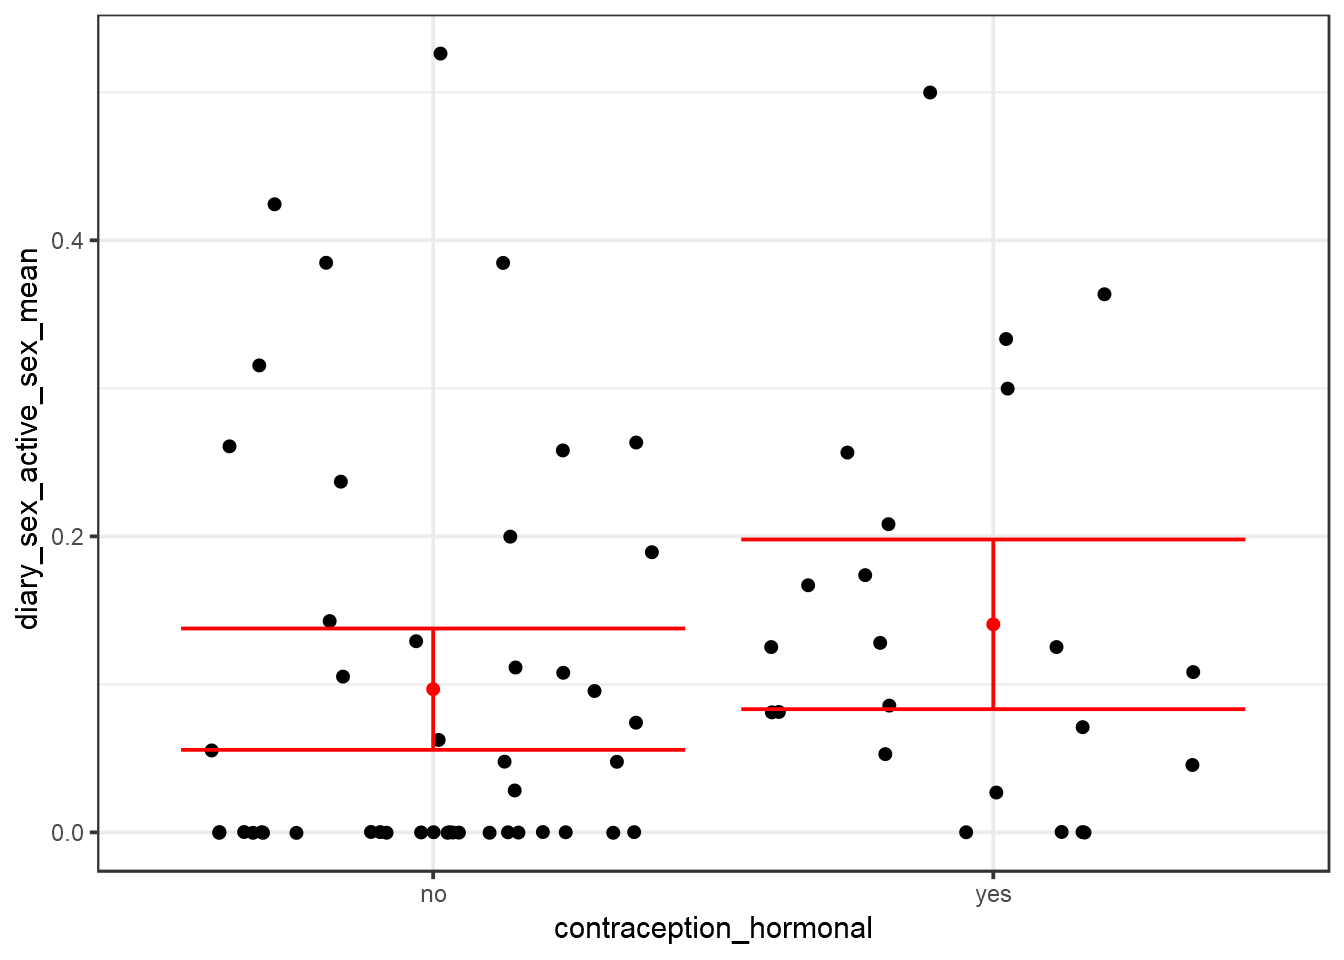 diary_sex_active_sex_mean
0.4
0.2
0.0
no
yes
contraception_hormonal